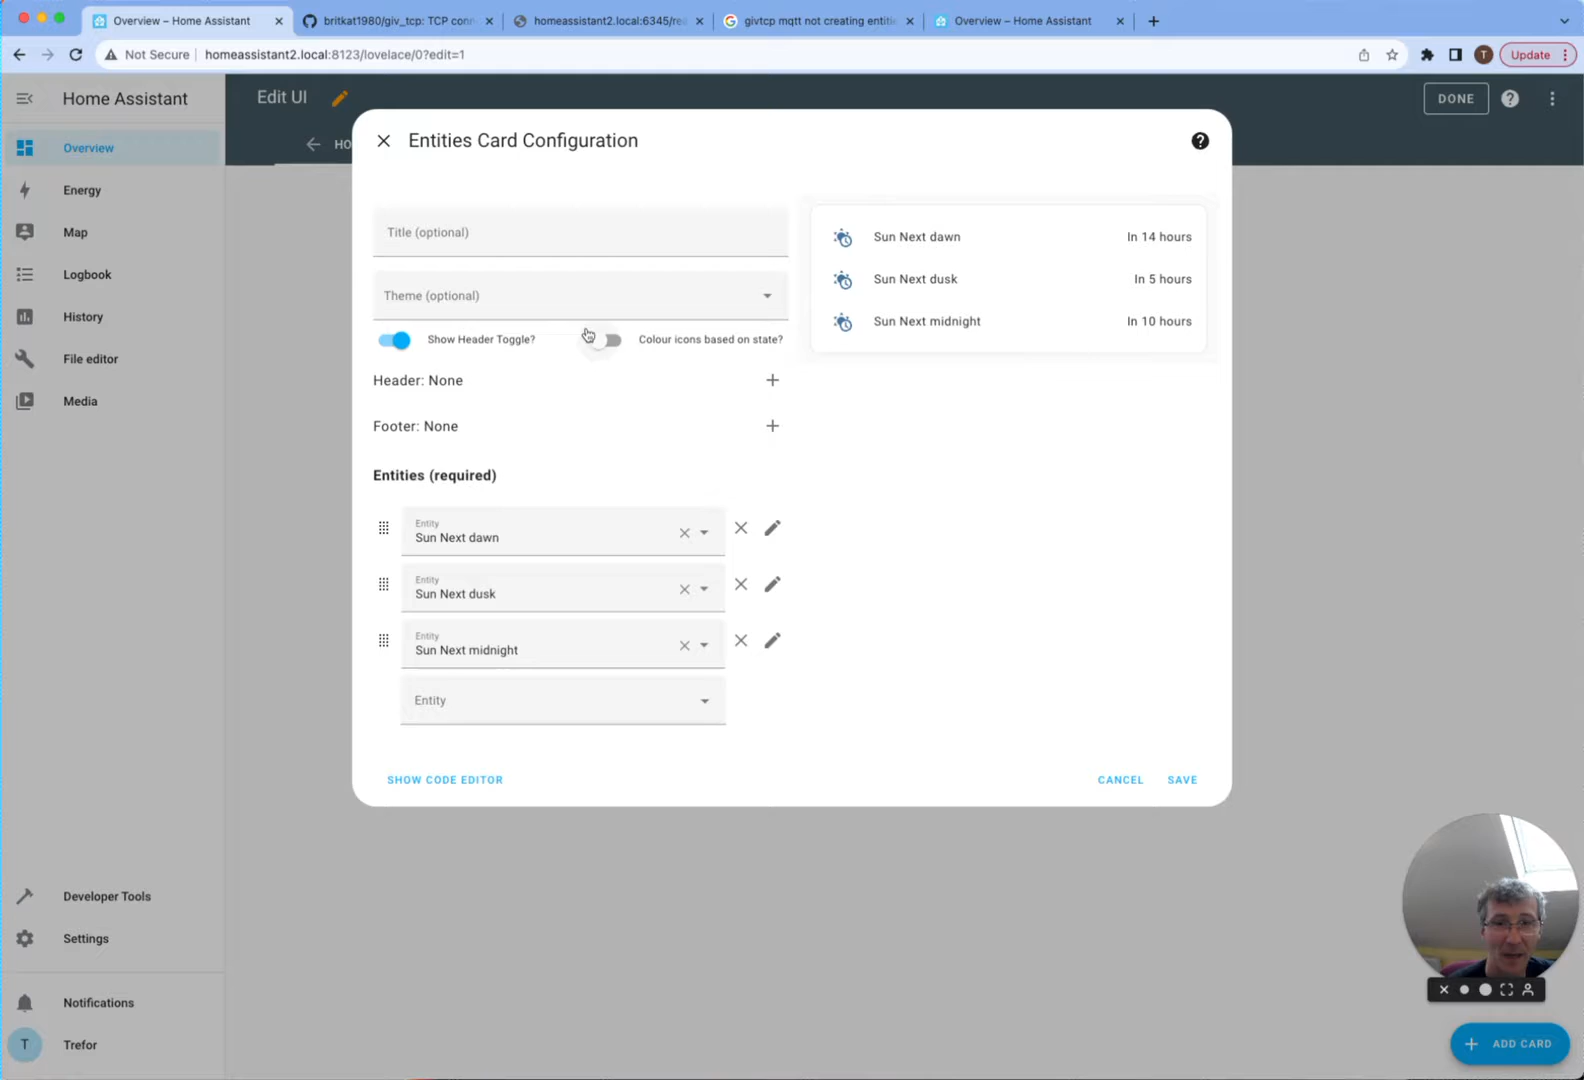 Overview – Home Assistant
britkat1980/giv_tcp: TCP conn
homeassistant2.local:6345/re
givtcp mqtt not creating entiti
Overview – Home Assistant
Not Secure
homeassistant2.local:8123/lovelace/0?edit=1
T
Update
Home Assistant
Edit UI
DONE
HO
Overview
Energy
Map
Logbook
History
File editor
Media
Developer Tools
Settings
Notifications
T
Trefor
Entities Card Configuration
Title (optional)
Theme (optional)
Show Header Toggle?
Colour icons based on state?
Header: None
Footer: None
Entities (required)
Entity
Sun Next dawn
Entity
Sun Next dusk
Entity
Sun Next midnight
Entity
SHOW CODE EDITOR
CANCEL
SAVE
Sun Next dawn
In 14 hours
Sun Next dusk
In 5 hours
Sun Next midnight
In 10 hours
ADD CARD